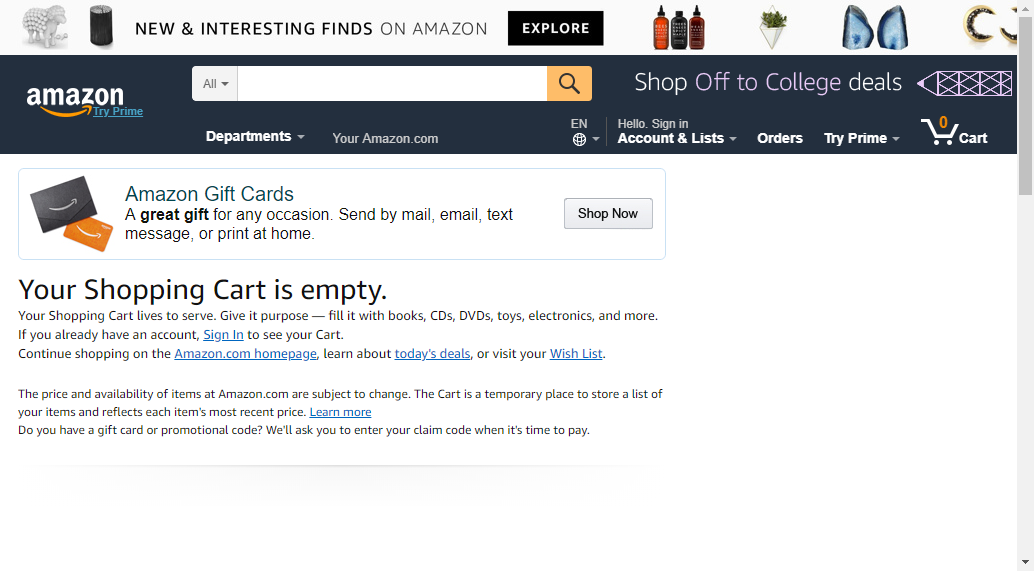 NEW & INTERESTING FINDS ON AMAZON EXPLORE
All
Shop Off to College deals
amazon
Try Prime
Departments
Your Amazon.com
EN
Hello. Sign in
Account & Lists
Orders
Try Prime
0
Cart
Amazon Gift Cards
A great gift for any occasion. Send by mail, email, text
message, or print at home.
Shop Now
Your Shopping Cart is empty.
Your Shopping Cart lives to serve. Give it purpose — fill it with books, CDs, DVDs, toys, electronics, and more.
If you already have an account, Sign In to see your Cart.
Continue shopping on the Amazon.com homepage, learn about today's deals, or visit your Wish List.
The price and availability of items at Amazon.com are subject to change. The Cart is a temporary place to store a list of
your items and reflects each item's most recent price. Learn more
Do you have a gift card or promotional code? We'll ask you to enter your claim code when it's time to pay.